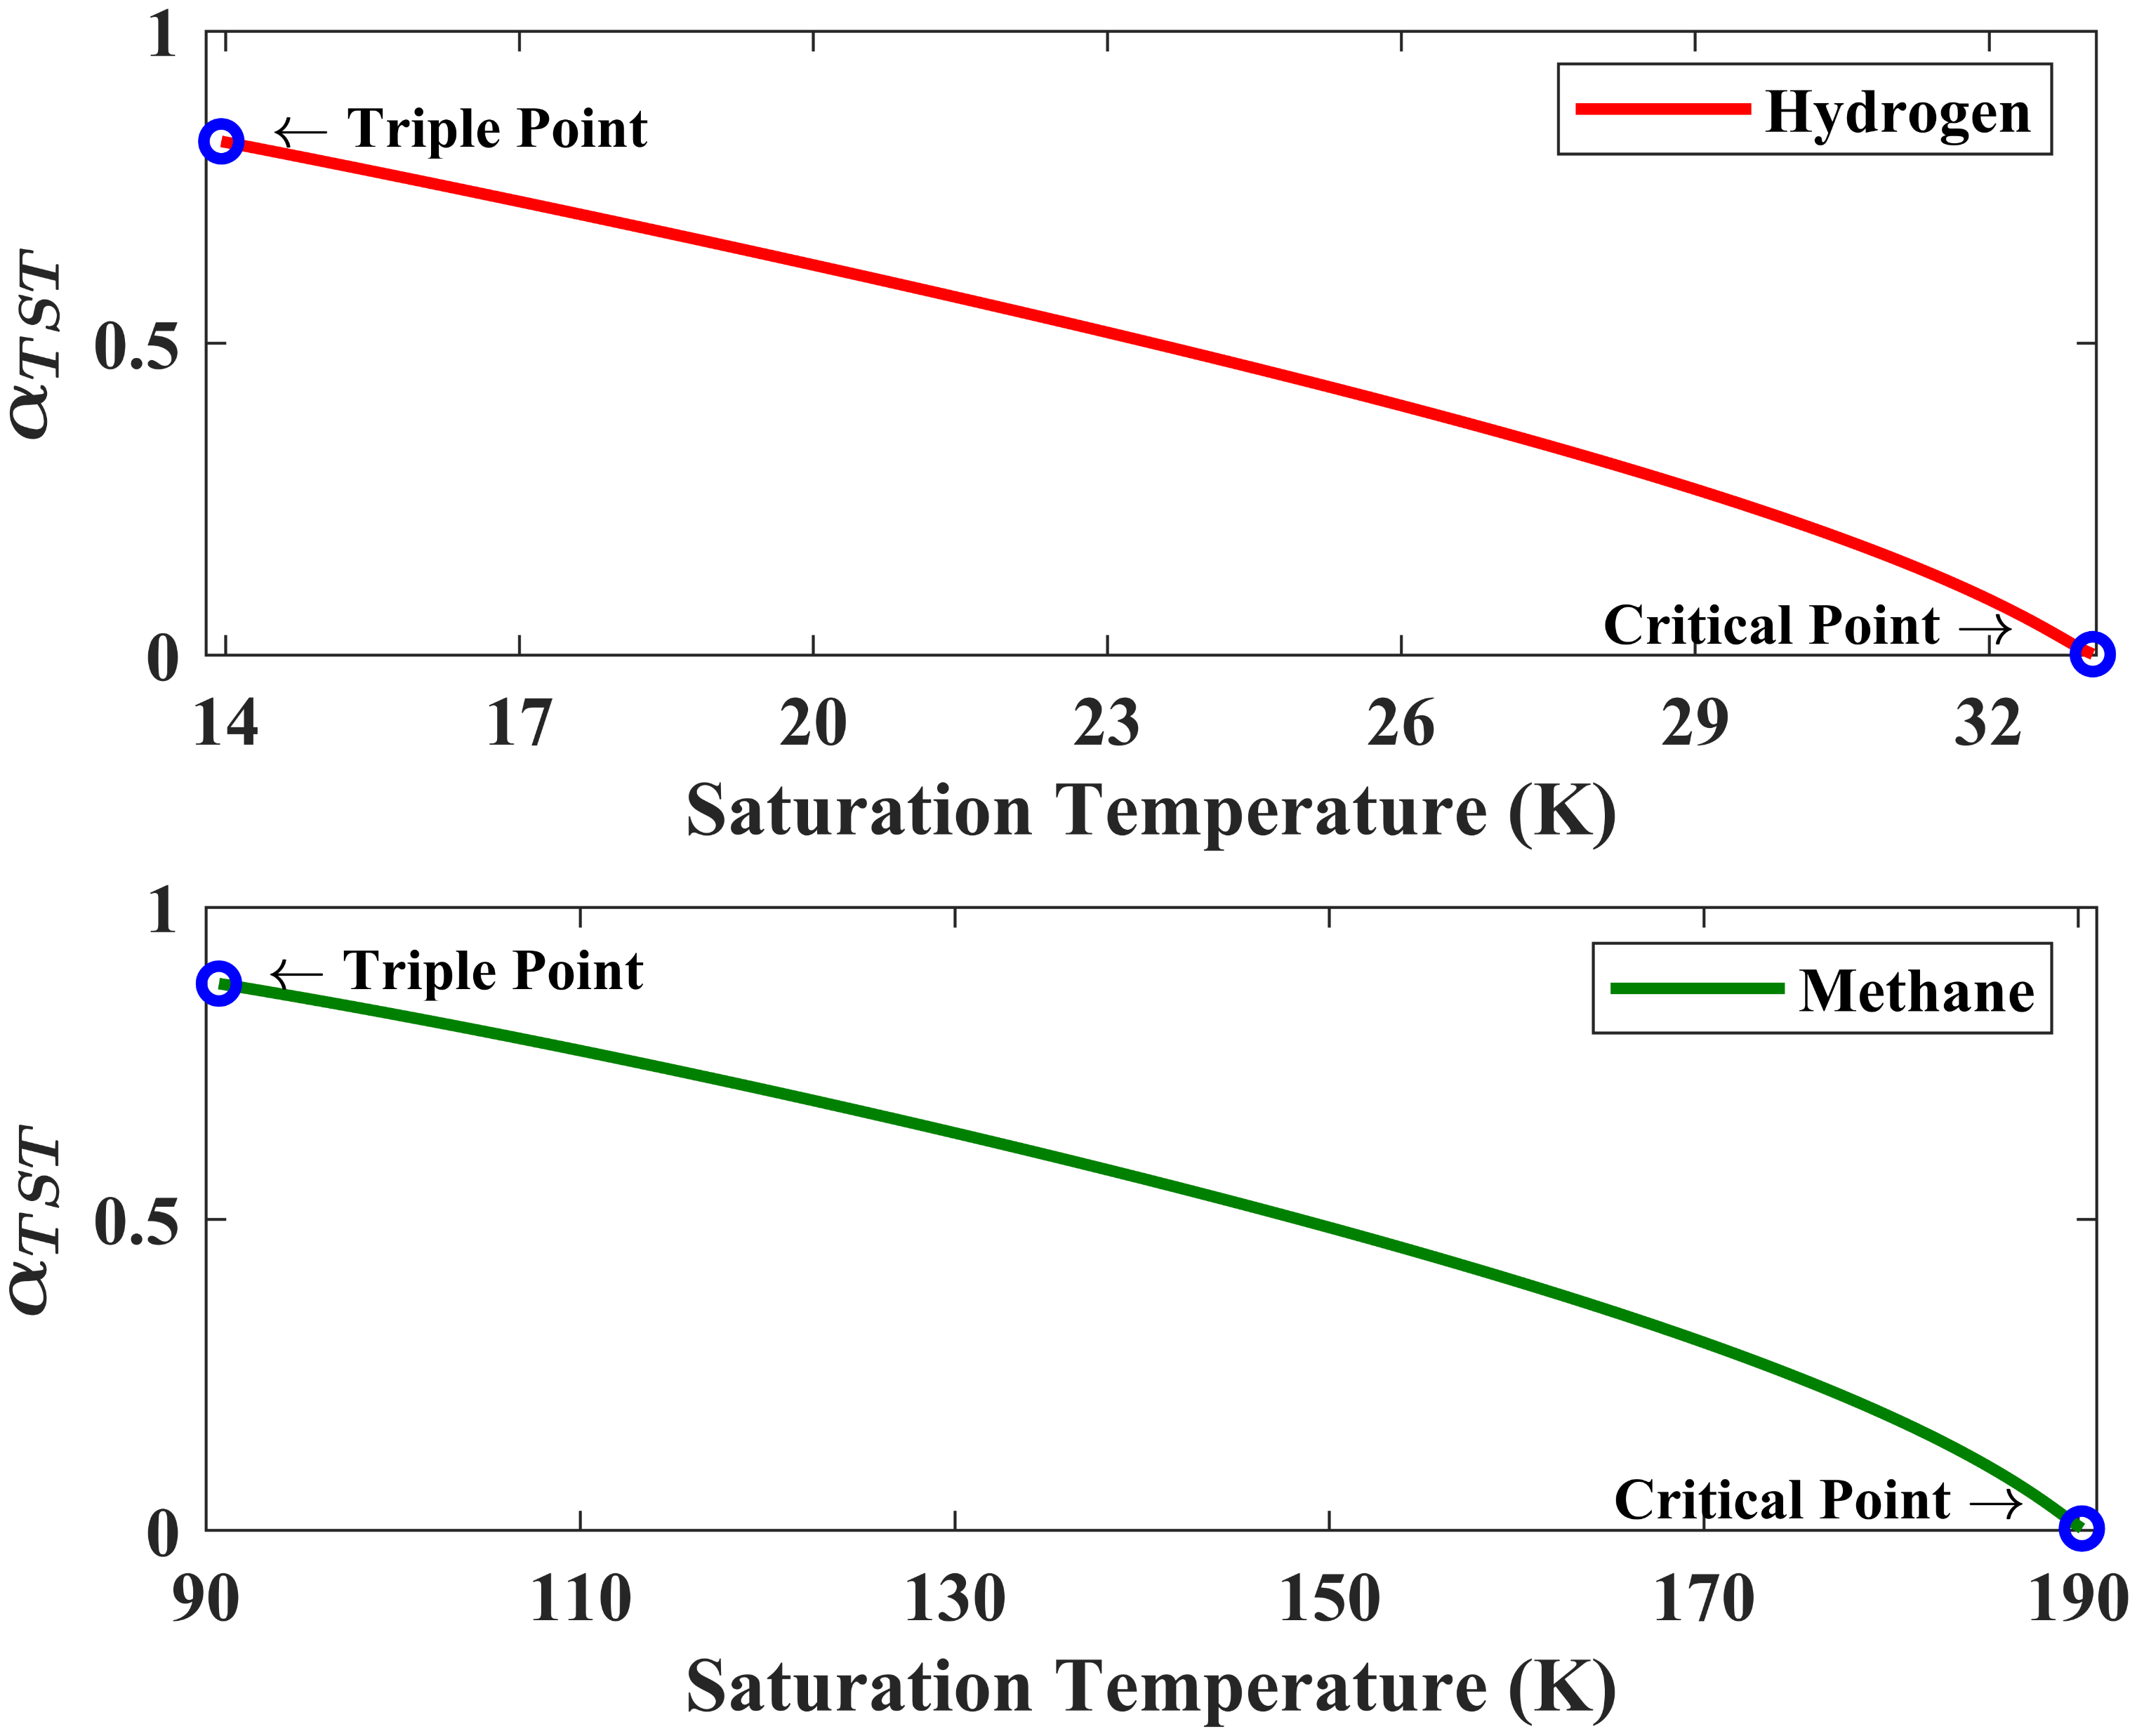 1
Hydrogen
← Triple Point
α_TST
0.5
Critical Point →
0
14 17 20 23 26 29 32
Saturation Temperature (K)
1
Methane
← Triple Point
α_TST
0.5
Critical Point →
0
90 110 130 150 170 190
Saturation Temperature (K)